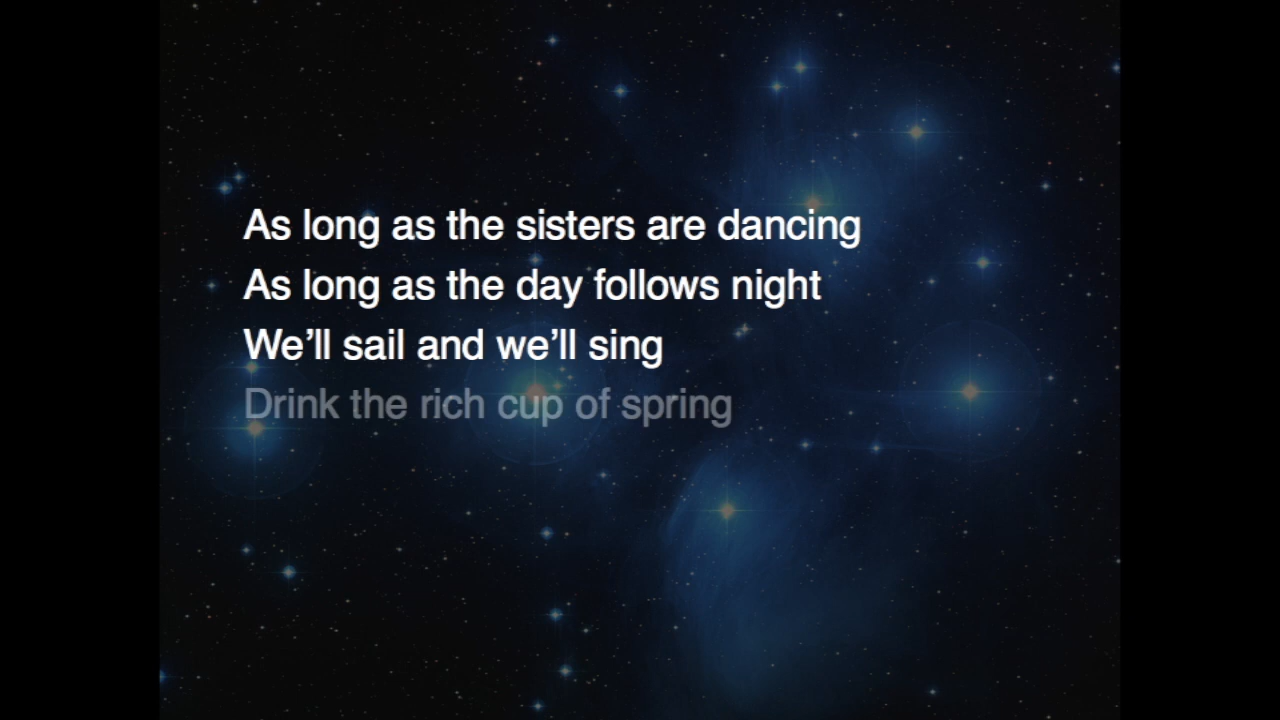 As long as the sisters are dancing
As long as the day follows night
We’ll sail and we’ll sing
Drink the rich cup of spring